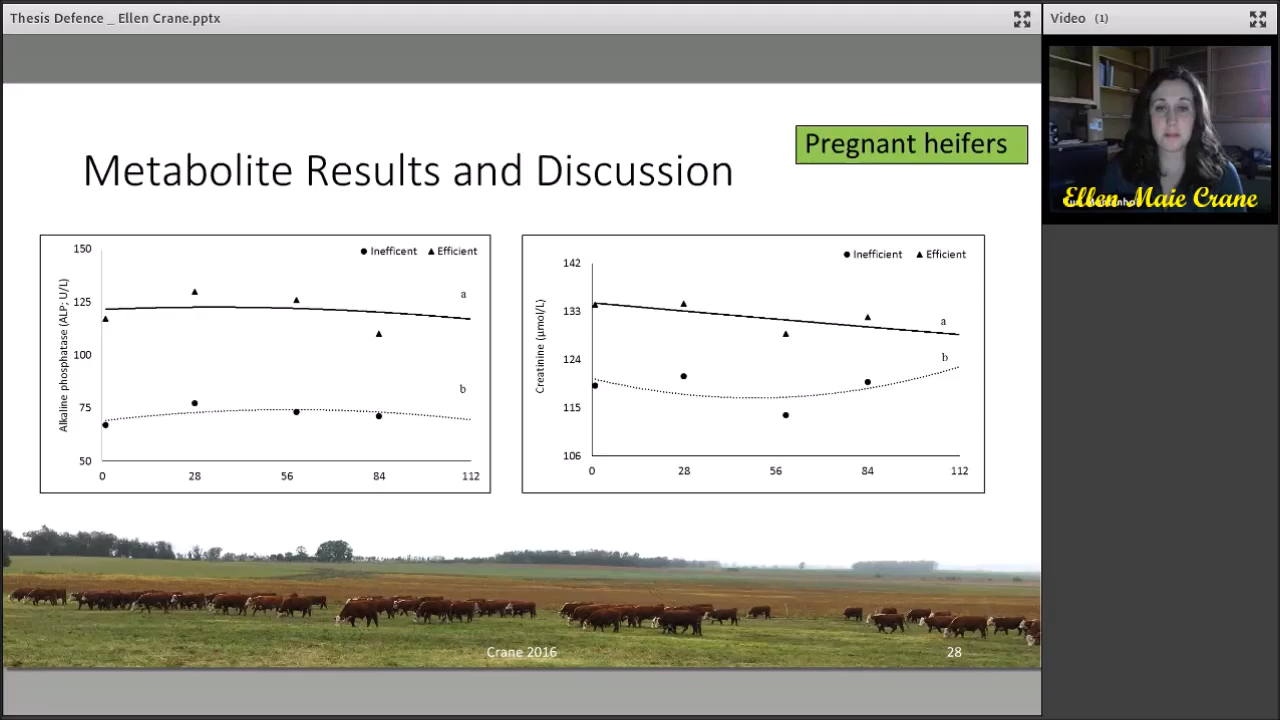 Thesis Defence _ Ellen Crane.pptx
Video (1)
Ellen Maie Crane
Pregnant heifers
Metabolite Results and Discussion
Inefficent Efficient
Alkaline phosphatase (ALP; U/L)
150
125
100
75
50
a
b
0 28 56 84 112
Inefficent Efficient
Creatinine (µmol/L)
142
133
124
115
106
a
b
0 28 56 84 112
Crane 2016
28